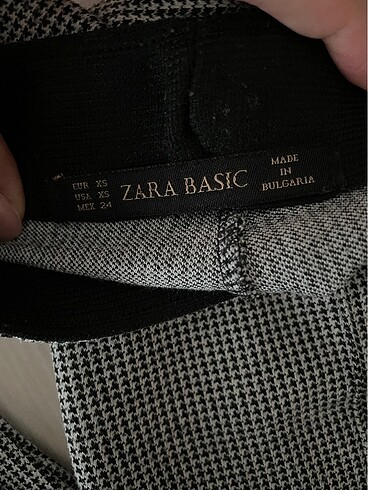 EUR XS
USA XS
MEX 24
ZARA BASIC
MADE
IN
BULGARIA